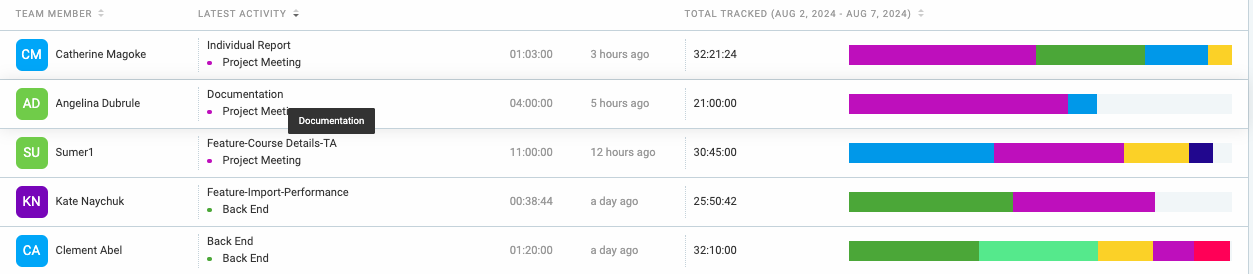 TEAM MEMBER LATEST ACTIVITY TOTAL TRACKED (AUG 2, 2024 - AUG 7, 2024)
CM Catherine Magoke Individual Report 01:03:00 3 hours ago 32:21:24
Project Meeting
AD Angelina Dubrule Documentation 04:00:00 5 hours ago 21:00:00
Project Meeti
Documentation
SU Sumer1 Feature-Course Details-TA 11:00:00 12 hours ago 30:45:00
Project Meeting
KN Kate Naychuk Feature-Import-Performance 00:38:44 a day ago 25:50:42
Back End
CA Clement Abel Back End 01:20:00 a day ago 32:10:00
Back End